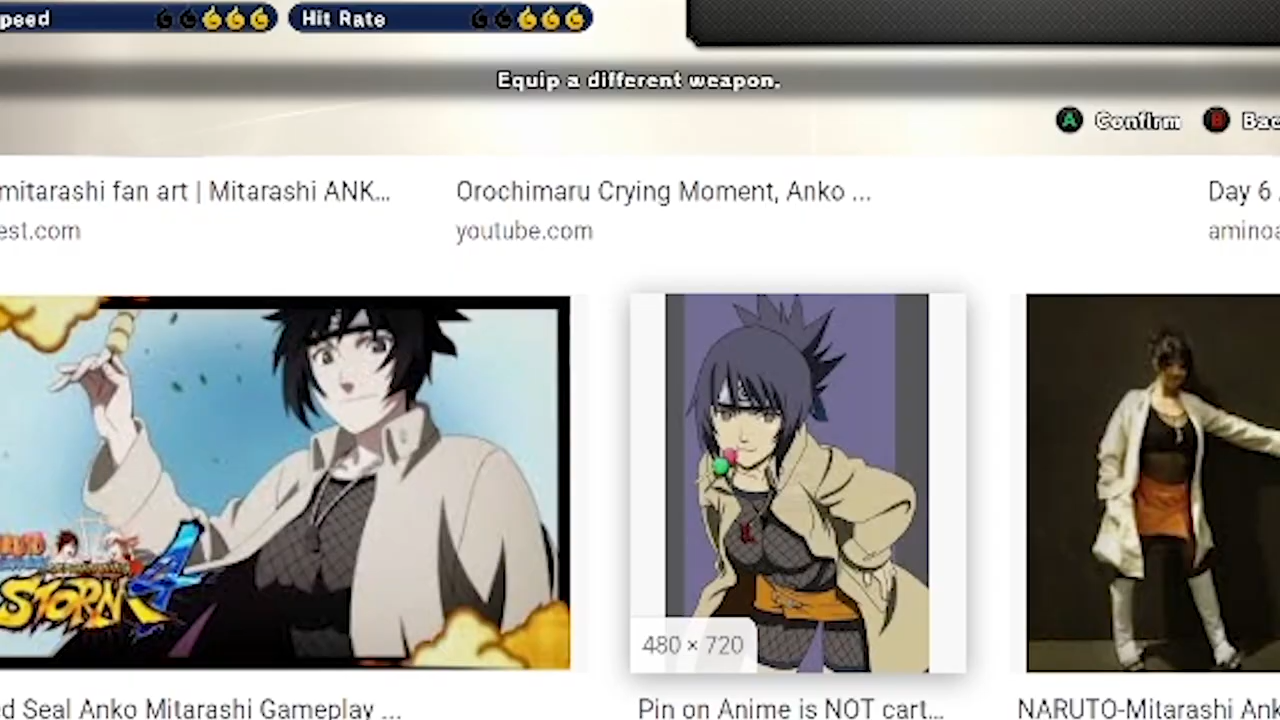 peed
Hit Rate
Equip a different weapon.
A Confirm B Bac
mitarashi fan art | Mitarashi ANK...
Orochimaru Crying Moment, Anko ...
Day 6
est.com
youtube.com
aminoa
STORM 4
480 × 720
d Seal Anko Mitarashi Gameplay ...
Pin on Anime is NOT cart...
NARUTO-Mitarashi Ank